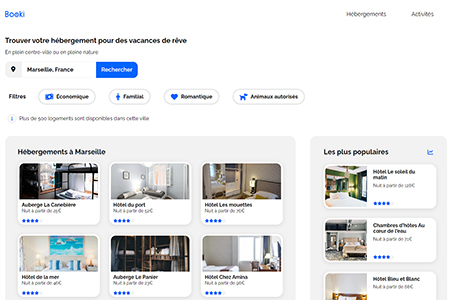 Booki
Hébergements
Activités
Trouver votre hébergement pour des vacances de rêve
En plein centre-ville ou en pleine nature
Marseille, France
Rechercher
Filtres
Économique
Familial
Romantique
Animaux autorisés
Plus de 500 logements sont disponibles dans cette ville
Hébergements à Marseille
Auberge La Canebière
Nuit à partir de 25€
Hôtel du port
Nuit à partir de 52€
Hôtel Les mouettes
Nuit à partir de 76€
Hôtel de la mer
Nuit à partir de 46€
Auberge Le Panier
Nuit à partir de 23€
Hôtel Chez Amina
Nuit à partir de 96€
Les plus populaires
Hôtel Le soleil du
matin
Nuit à partir de 128€
Chambres d'hôtes Au
cœur de l'eau
Nuit à partir de 71€
Hôtel Bleu et Blanc
Nuit à partir de 68€